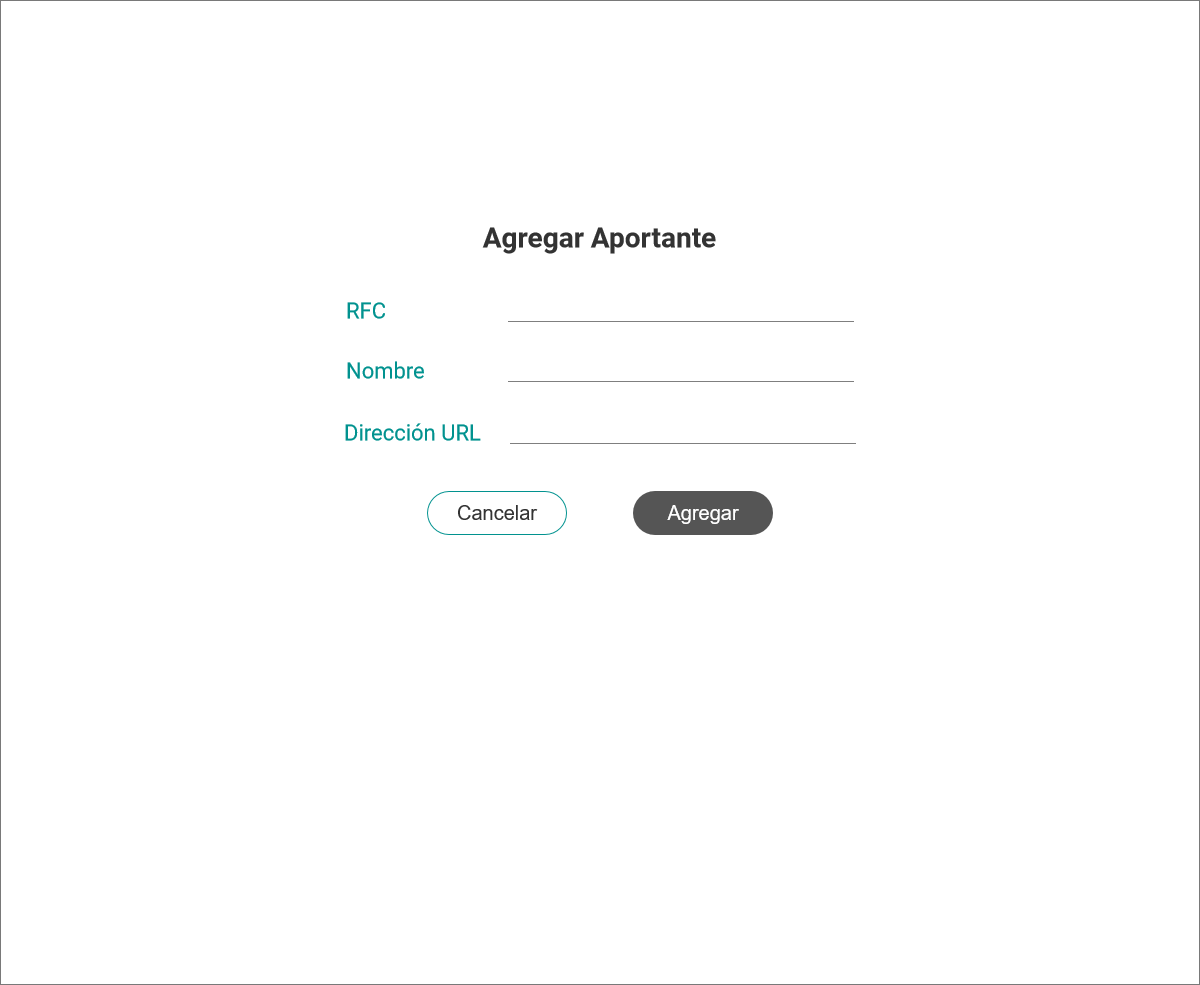 Agregar Aportante
RFC
Nombre
Dirección URL
Cancelar
Agregar